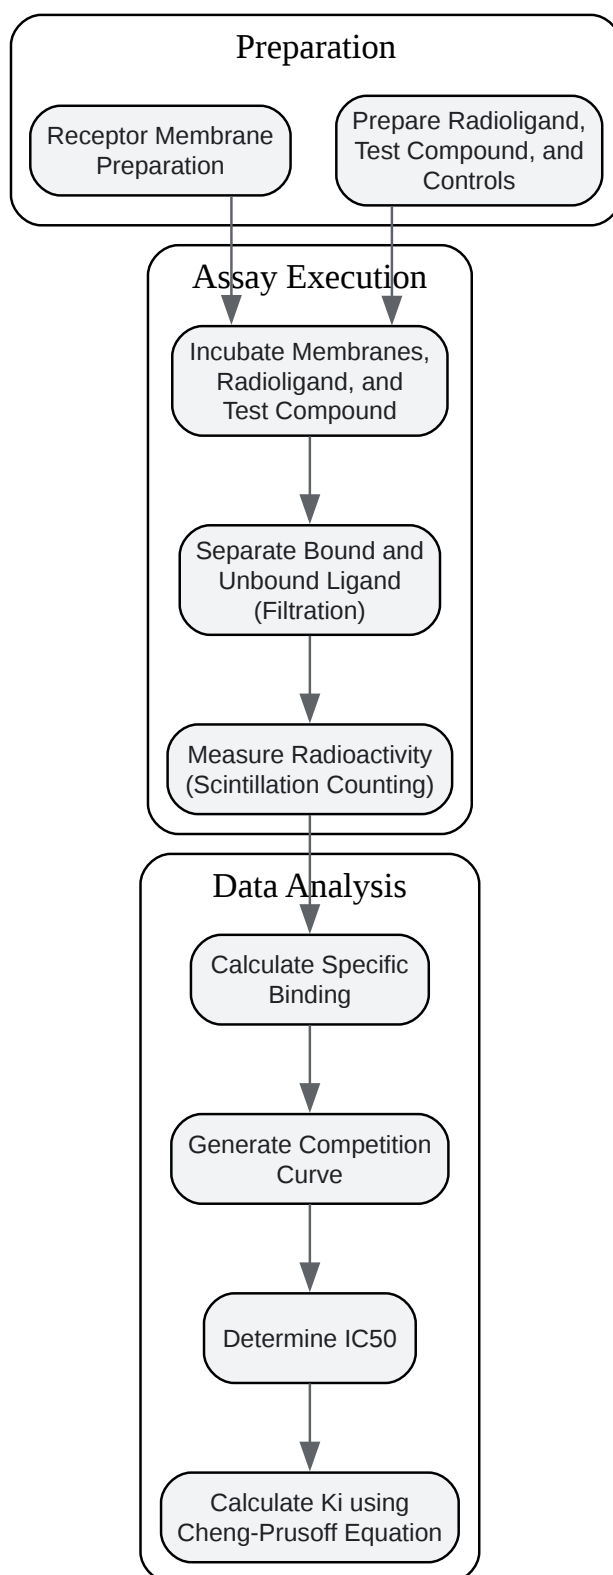 Preparation
Receptor Membrane
Preparation
Prepare Radioligand,
Test Compound, and
Controls
Assay Execution
Incubate Membranes,
Radioligand, and
Test Compound
Separate Bound and
Unbound Ligand
(Filtration)
Measure Radioactivity
(Scintillation Counting)
Data Analysis
Calculate Specific
Binding
Generate Competition
Curve
Determine IC50
Calculate Ki using
Cheng-Prusoff Equation